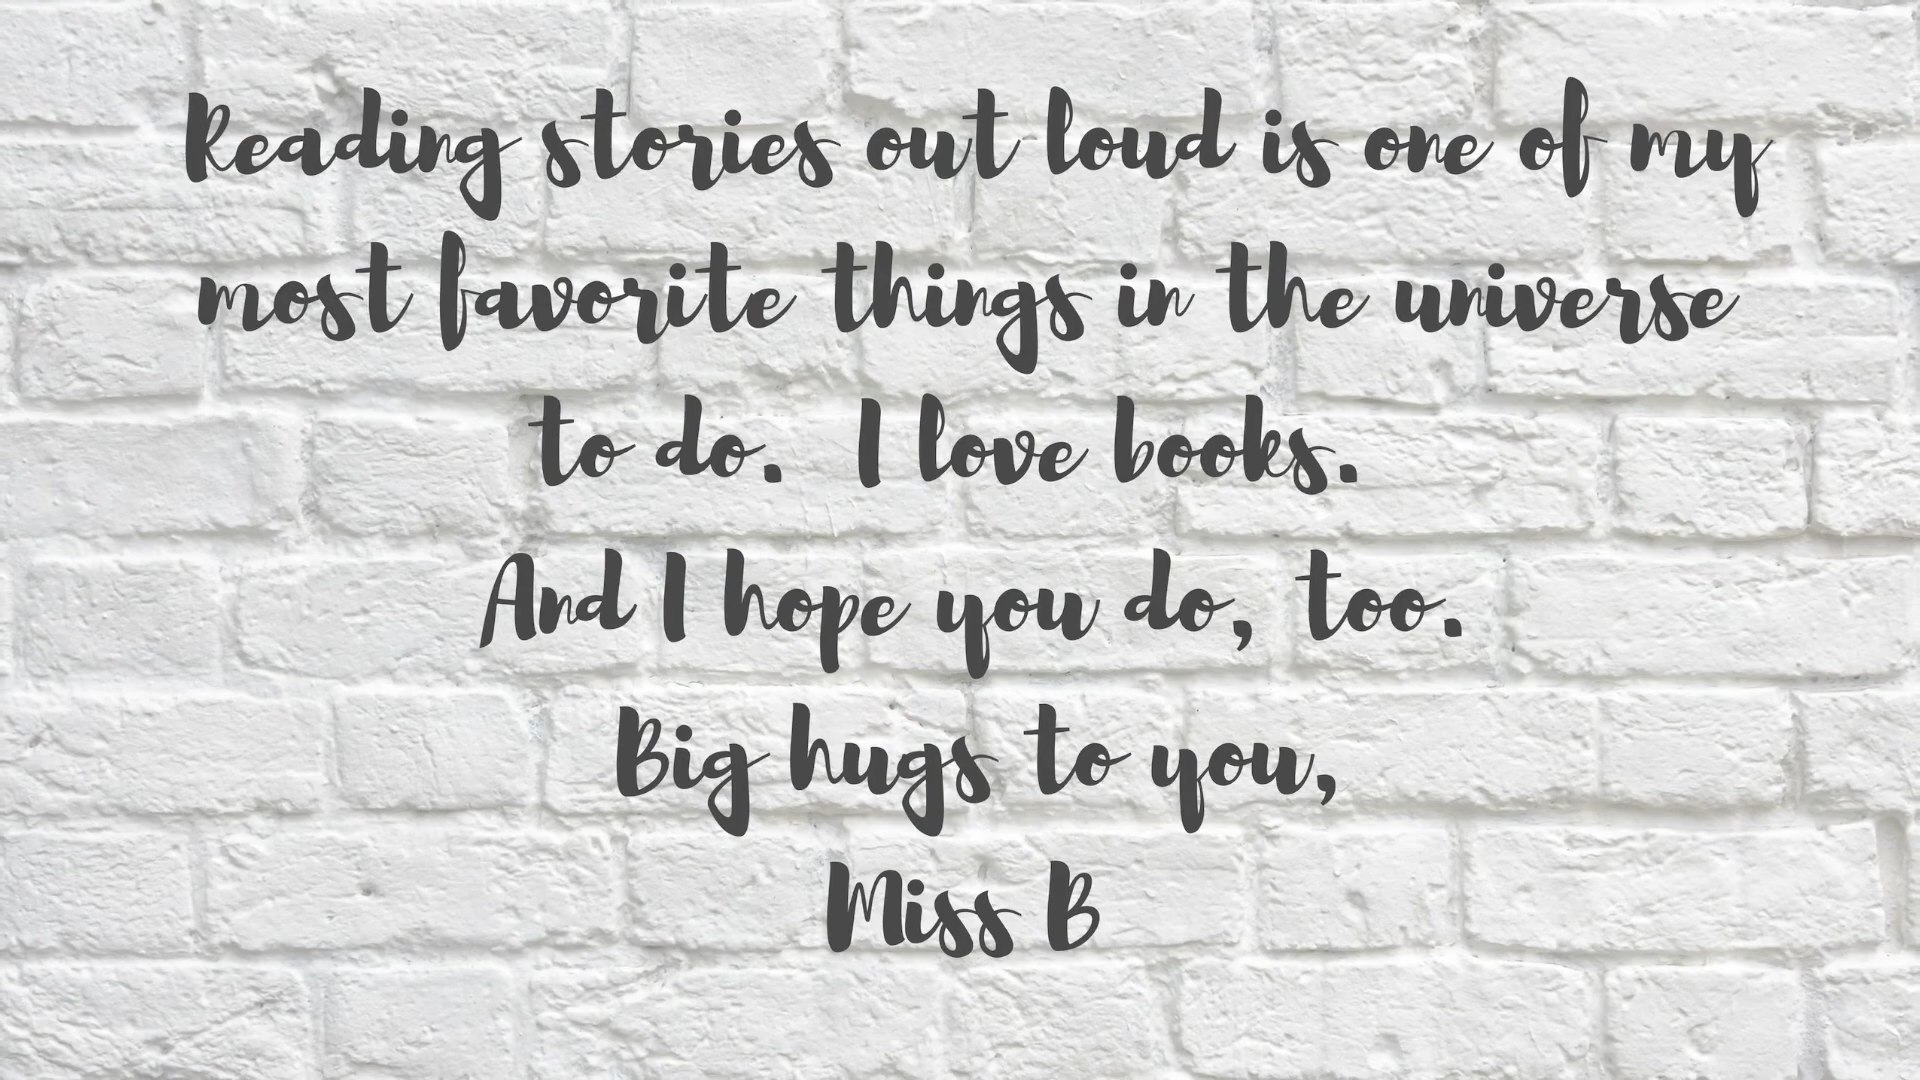 Reading stories out loud is one of my
most favorite things in the universe
to do. I love books.
And I hope you do, too.
Big hugs to you,
Miss B